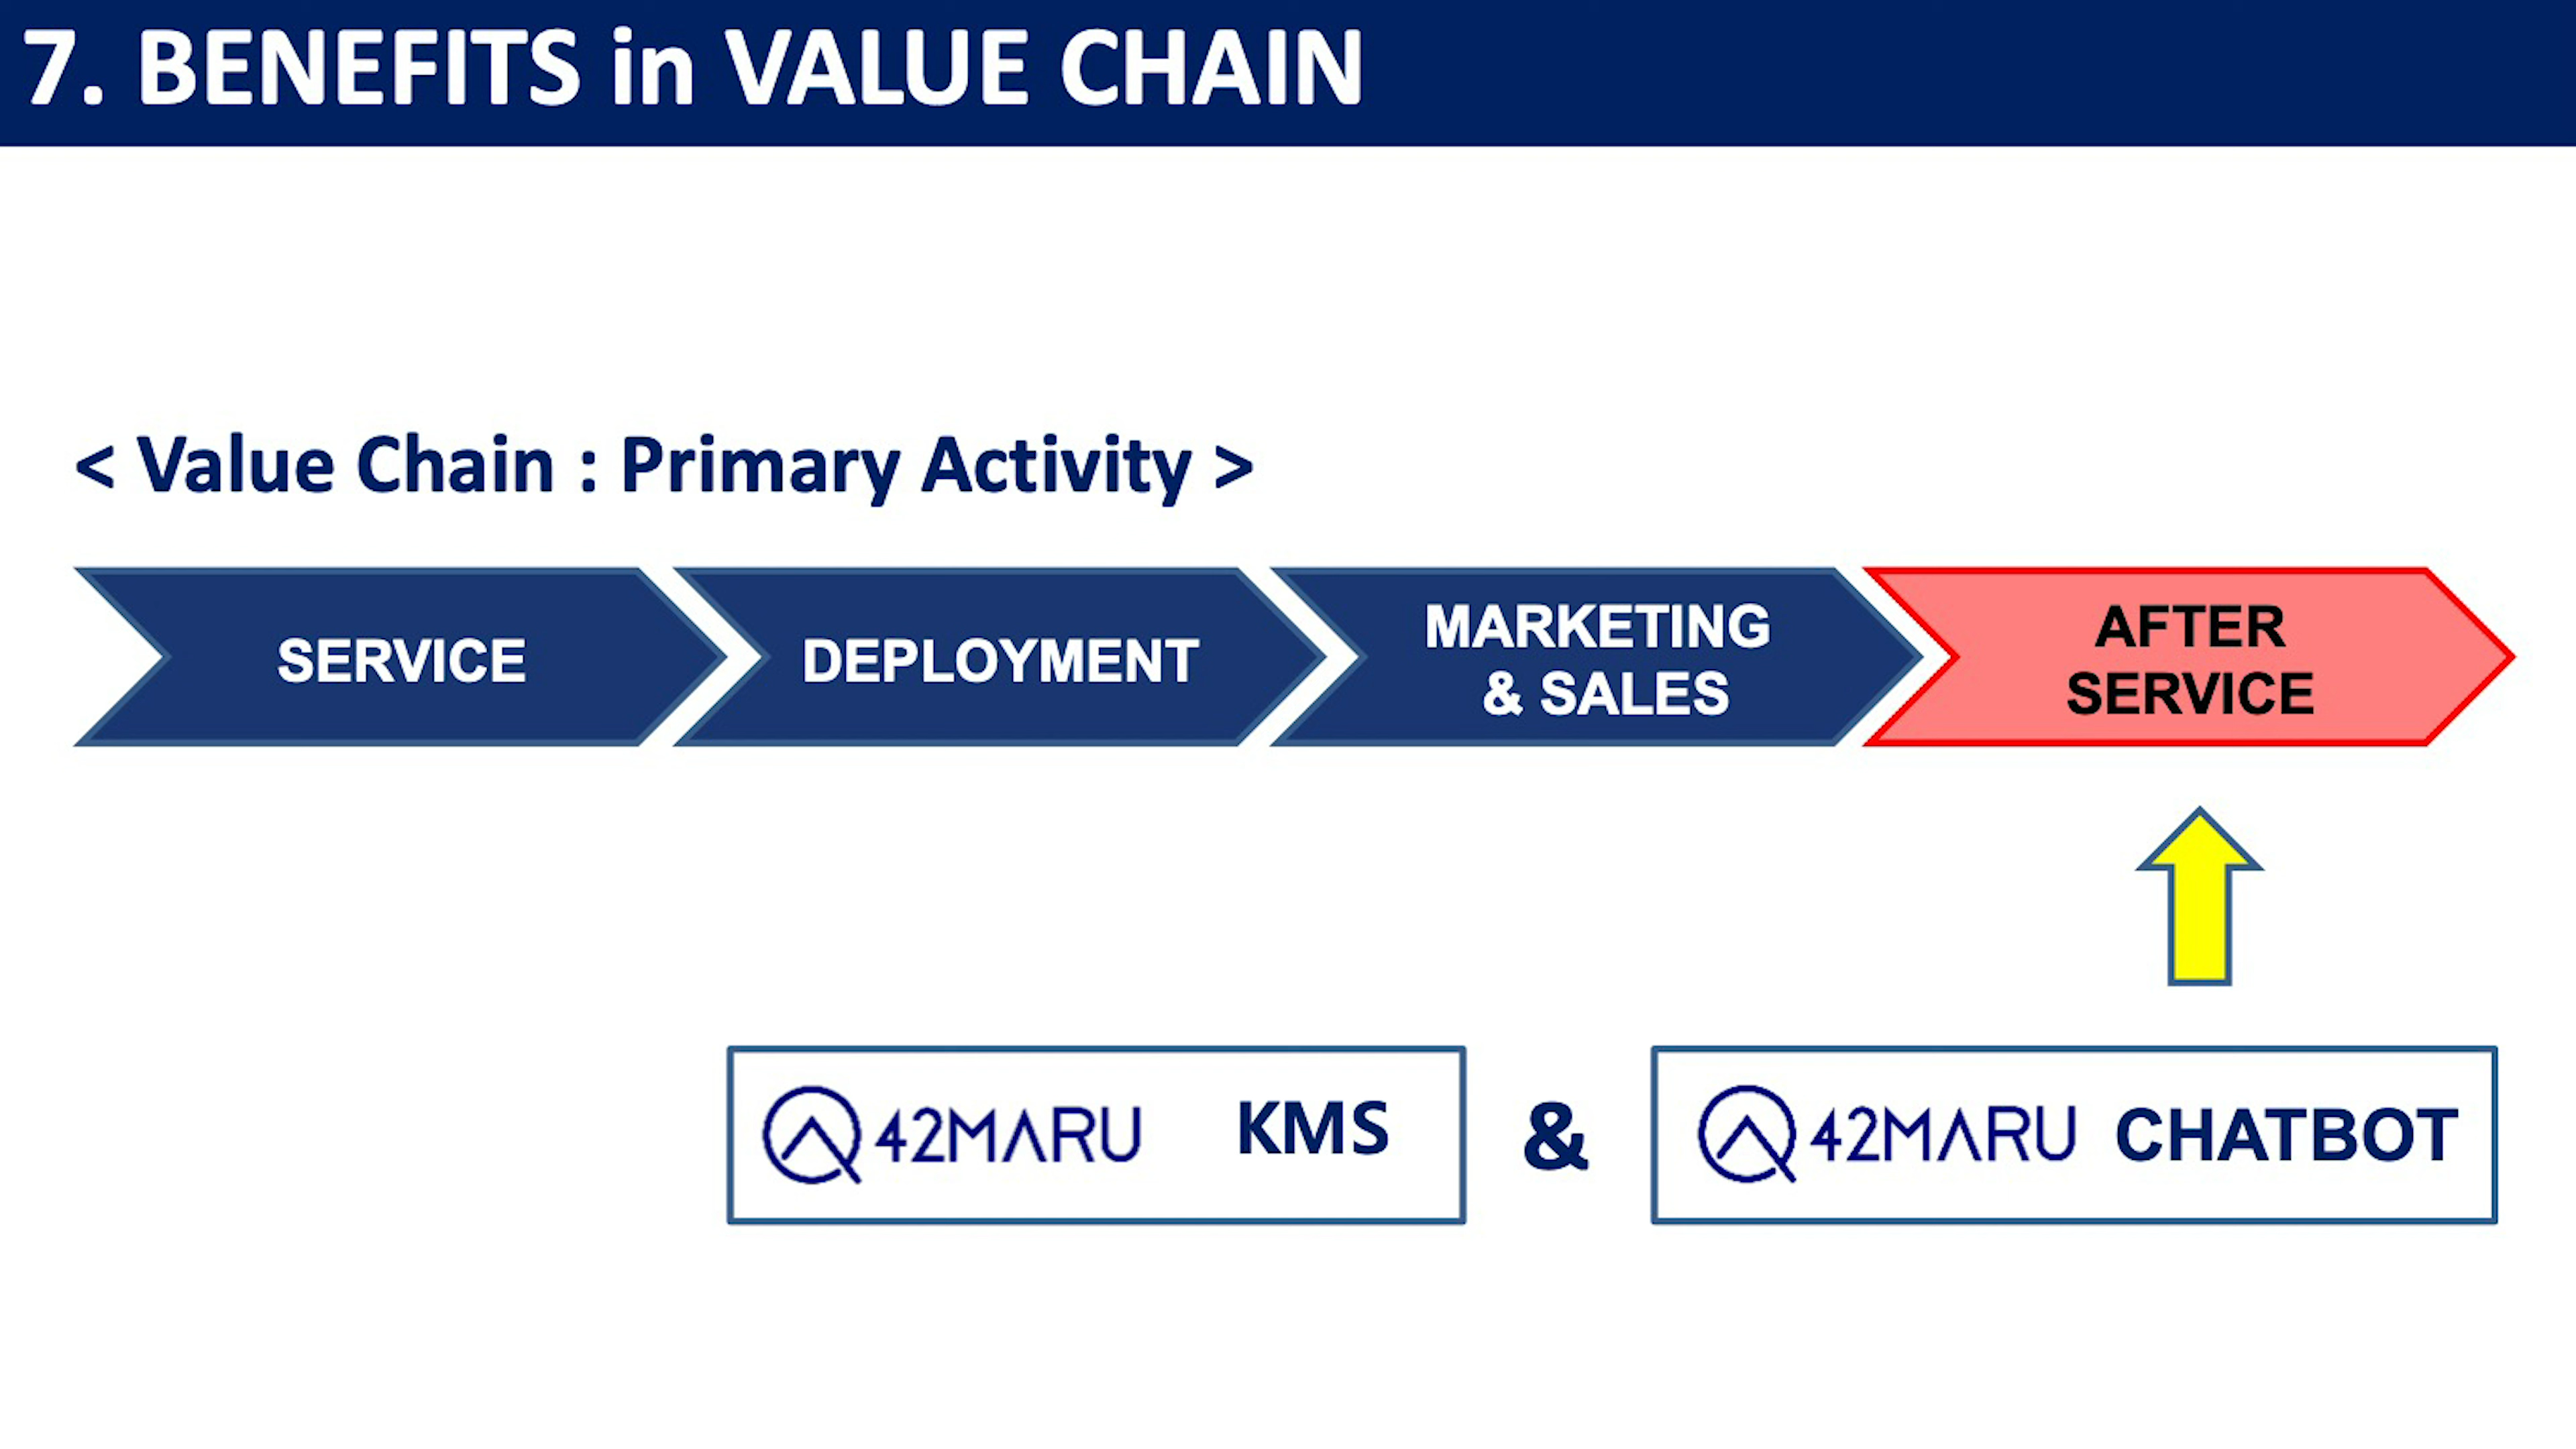 7. BENEFITS in VALUE CHAIN
< Value Chain : Primary Activity >
SERVICE
DEPLOYMENT
MARKETING
& SALES
AFTER
SERVICE
42MARU KMS
&
42MARU CHATBOT